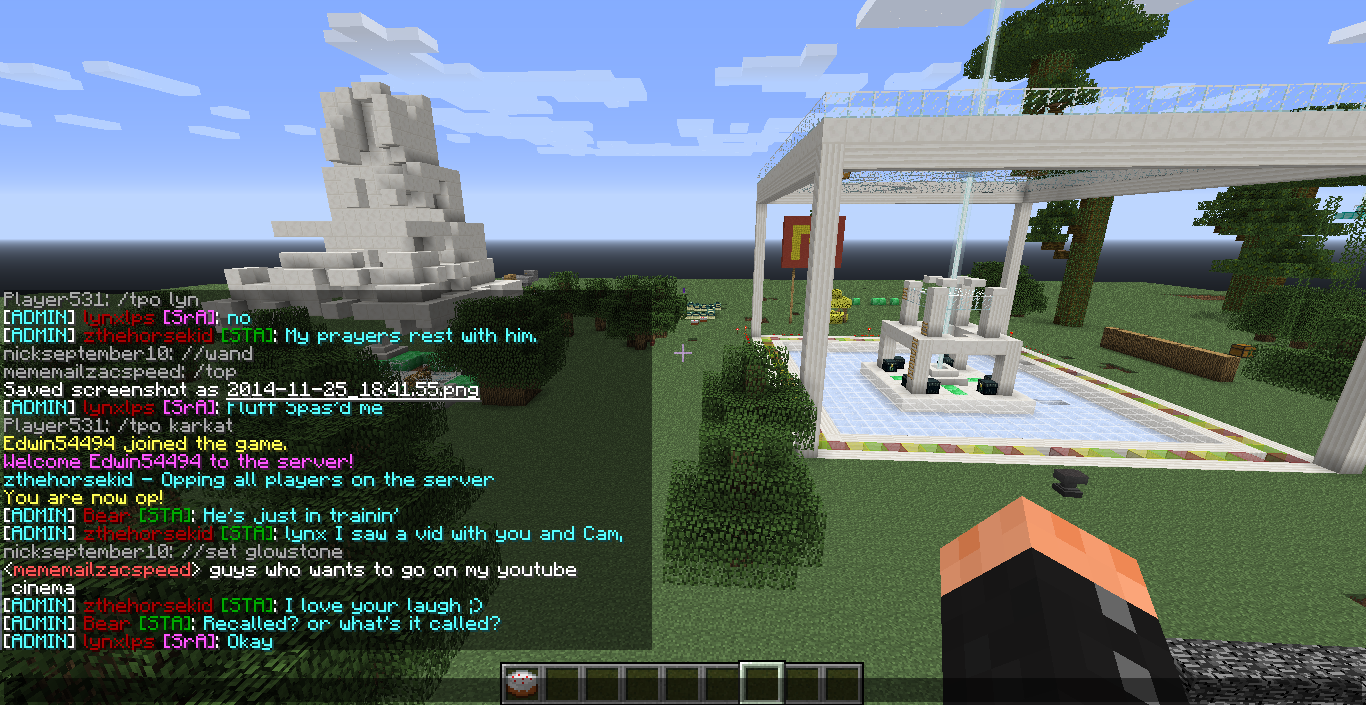 Player531: /tpo lyn
[ADMIN] lynxlps [SrA]: no
[ADMIN] zthehorsekid [STA]: My prayers rest with him.
nickseptember10: //wand
mememailzacspeed: /top
Saved screenshot as 2014-11-25_18.41.55.png
[ADMIN] lynxlps [SrA]: Fluff Spas'd me
Player531: /tpo karkat
Edwin54494 joined the game.
Welcome Edwin54494 to the server!
zthehorsekid - Opping all players on the server
You are now op!
[ADMIN] Bear [STA]: He's just in trainin'
[ADMIN] zthehorsekid [STA]: lynx I saw a vid with you and Cam,
nickseptember10: //set glowstone
<mememailzacspeed> guys who wants to go on my youtube
cinema
[ADMIN] zthehorsekid [STA]: I love your laugh ;)
[ADMIN] Bear [STA]: Recalled? or what's it called?
[ADMIN] lynxlps [SrA]: Okay